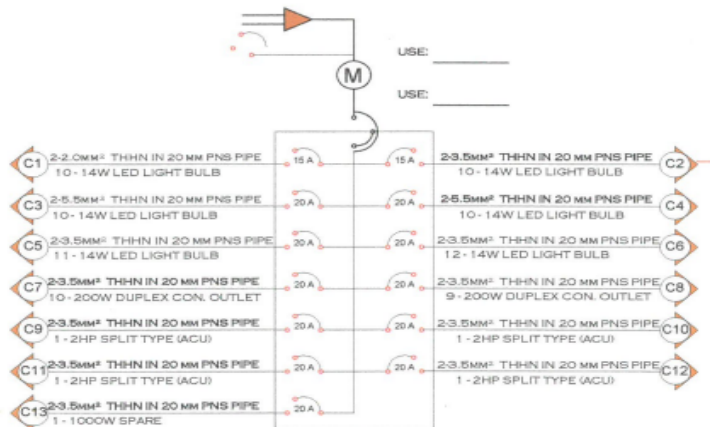 M
USE:
USE:
C1 2-2.0MM² THHN IN 20 MM PNS PIPE 15 A 15 A 2-3.5MM² THHN IN 20 MM PNS PIPE C2
10-14W LED LIGHT BULB 10-14W LED LIGHT BULB
C3 2-5.5MM² THHN IN 20 MM PNS PIPE 20 A 20 A 2-5.5MM² THHN IN 20 MM PNS PIPE C4
10-14W LED LIGHT BULB 10-14W LED LIGHT BULB
C5 2-3.5MM² THHN IN 20 MM PNS PIPE 20 A 20 A 2-3.5MM² THHN IN 20 MM PNS PIPE C6
11-14W LED LIGHT BULB 12-14W LED LIGHT BULB
C7 2-3.5MM² THHN IN 20 MM PNS PIPE 20 A 20 A 2-3.5MM² THHN IN 20 MM PNS PIPE C8
10-200W DUPLEX CON. OUTLET 9-200W DUPLEX CON. OUTLET
C9 2-3.5MM² THHN IN 20 MM PNS PIPE 20 A 20 A 2-3.5MM² THHN IN 20 MM PNS PIPE C10
1-2HP SPLIT TYPE (ACU) 1-2HP SPLIT TYPE (ACU)
C11 2-3.5MM² THHN IN 20 MM PNS PIPE 20 A 20 A 2-3.5MM² THHN IN 20 MM PNS PIPE C12
1-2HP SPLIT TYPE (ACU) 1-2HP SPLIT TYPE (ACU)
C13 2-3.5MM² THHN IN 20 MM PNS PIPE 20 A
1-1000W SPARE